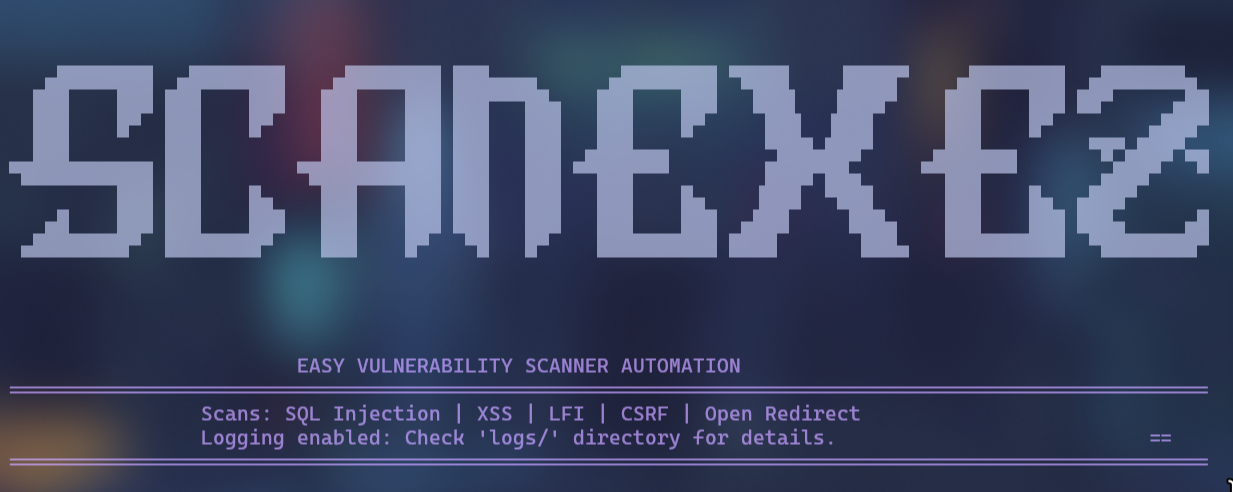 SCANEXEZ
EASY VULNERABILITY SCANNER AUTOMATION
Scans: SQL Injection | XSS | LFI | CSRF | Open Redirect
Logging enabled: Check 'logs/' directory for details. ==